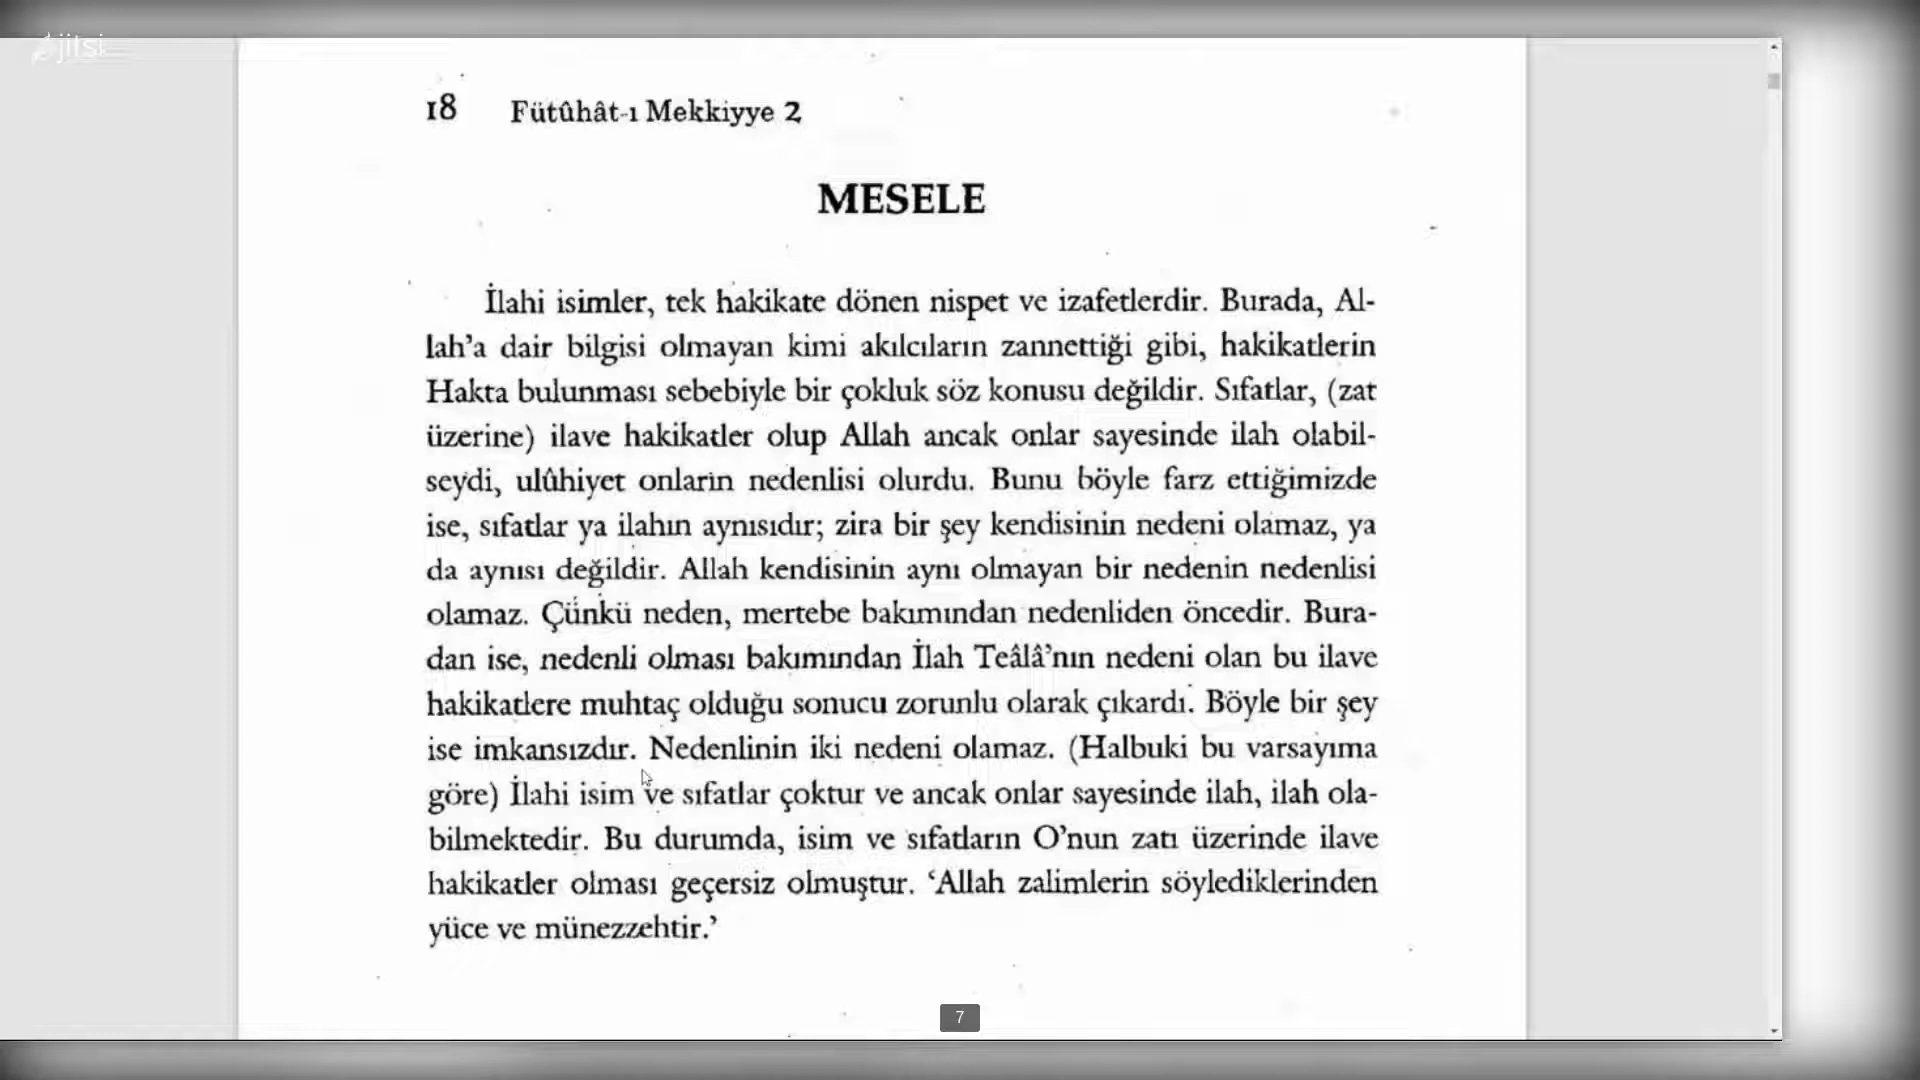 jitsi
18 Fütûhât-ı Mekkiyye 2
MESELE
İlahi isimler, tek hakikate dönen nispet ve izafetlerdir. Burada, Al-
lah’a dair bilgisi olmayan kimi akılcıların zannettiği gibi, hakikatlerin
Hakta bulunması sebebiyle bir çokluk söz konusu değildir. Sıfatlar, (zat
üzerine) ilave hakikatler olup Allah ancak onlar sayesinde ilah olabil-
seydi, ulûhiyet onların nedenlisi olurdu. Bunu böyle farz ettiğimizde
ise, sıfatlar ya ilahın aynısıdır; zira bir şey kendisinin nedeni olamaz, ya
da aynısı değildir. Allah kendisinin aynı olmayan bir nedenin nedenlisi
olamaz. Çünkü neden, mertebe bakımından nedenliden öncedir. Bura-
dan ise, nedenli olması bakımından İlah Teâlâ’nın nedeni olan bu ilave
hakikatlere muhtaç olduğu sonucu zorunlu olarak çıkardı. Böyle bir şey
ise imkansızdır. Nedenlinin iki nedeni olamaz. (Halbuki bu varsayıma
göre) İlahi isim ve sıfatlar çoktur ve ancak onlar sayesinde ilah, ilah ola-
bilmektedir. Bu durumda, isim ve sıfatların O’nun zatı üzerinde ilave
hakikatler olması geçersiz olmuştur. ‘Allah zalimlerin söylediklerinden
yüce ve münezzehtir.’
7